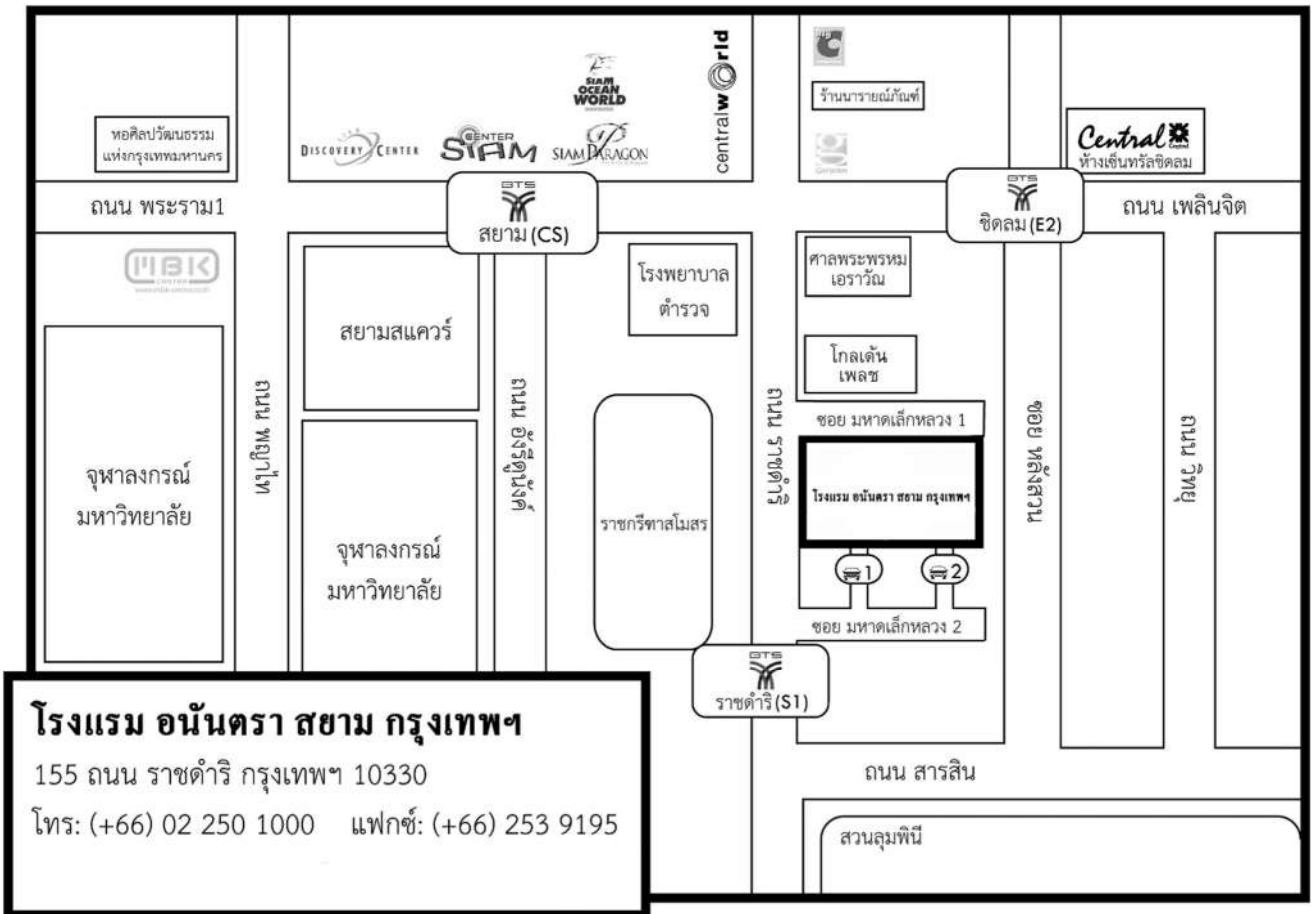 SIAM
OCEAN
WORLD
centralworld
BIG
C
ร้านนารายณ์ภัณฑ์
หอศิลปวัฒนธรรม
แห่งกรุงเทพมหานคร
DISCOVERY CENTER
CENTER
SIAM
SIAM PARAGON
Central
ห้างเซ็นทรัลชิดลม
ถนน พระราม1
BTS
สยาม (CS)
BTS
ชิดลม (E2)
ถนน เพลินจิต
MBK
CENTER
โรงพยาบาล
ตำรวจ
ศาลพระพรหม
เอราวัณ
สยามสแควร์
โกลเด้น
เพลช
ถนน พญาไท
ถนน อังรีดูนังต์
ถนน ราชดำริ
ซอย มหาดเล็กหลวง 1
ซอย หลังสวน
ถนน วิทยุ
จุฬาลงกรณ์
มหาวิทยาลัย
โรงแรม อนันตรา สยาม กรุงเทพฯ
ราชกรีฑาสโมสร
จุฬาลงกรณ์
มหาวิทยาลัย
1
2
ซอย มหาดเล็กหลวง 2
BTS
ราชดำริ (S1)
ถนน สารสิน
สวนลุมพินี
โรงแรม อนันตรา สยาม กรุงเทพฯ
155 ถนน ราชดำริ กรุงเทพฯ 10330
โทร: (+66) 02 250 1000 แฟกซ์: (+66) 253 9195